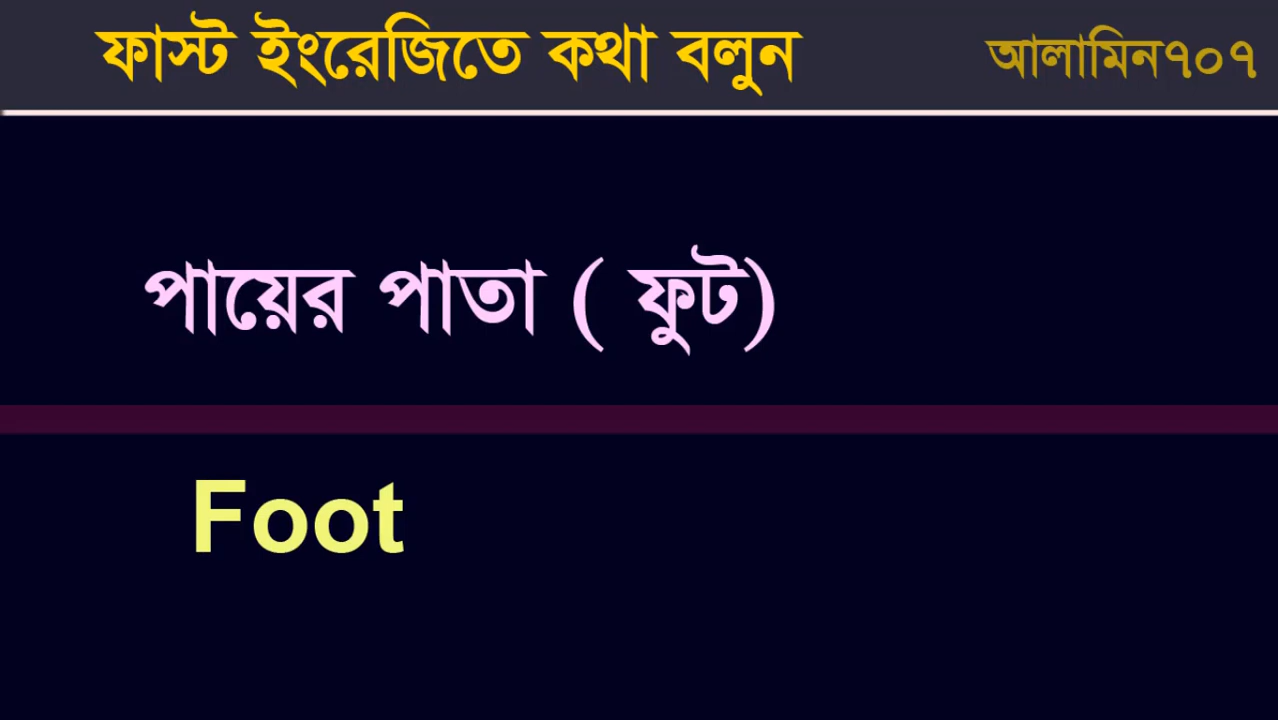 ফাস্ট ইংরেজিতে কথা বলুন
আলামিন৭০৭
পায়ের পাতা ( ফুট)
Foot